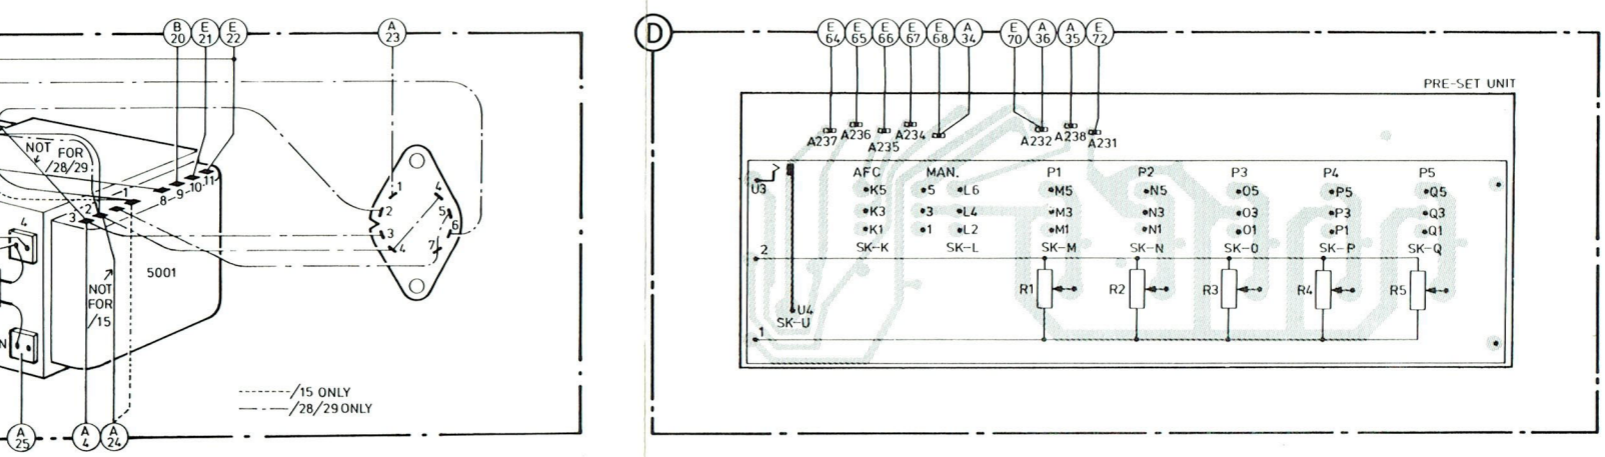 B 20
E 21
E 22
A 23
NOT FOR /28/29
1
2
3
8 9 10 11
4
5001
NOT FOR /15
N
A 25
A 4
A 24
1
2
3
4
4
5
6
7
/15 ONLY
/28/29 ONLY
D
E 64
E 65
E 66
E 67
E 68
A 34
E 70
A 36
A 35
E 72
PRE-SET UNIT
A237 A236 A235 A234 A232 A238 A231
U3
AFC MAN. P1 P2 P3 P4 P5
K5 5 L6 M5 N5 O5 P5 Q5
K3 3 L4 M3 N3 O3 P3 Q3
K1 1 L2 M1 N1 O1 P1 Q1
SK-K SK-L SK-M SK-N SK-O SK-P SK-Q
2
R1 R2 R3 R4 R5
U4
SK-U
1